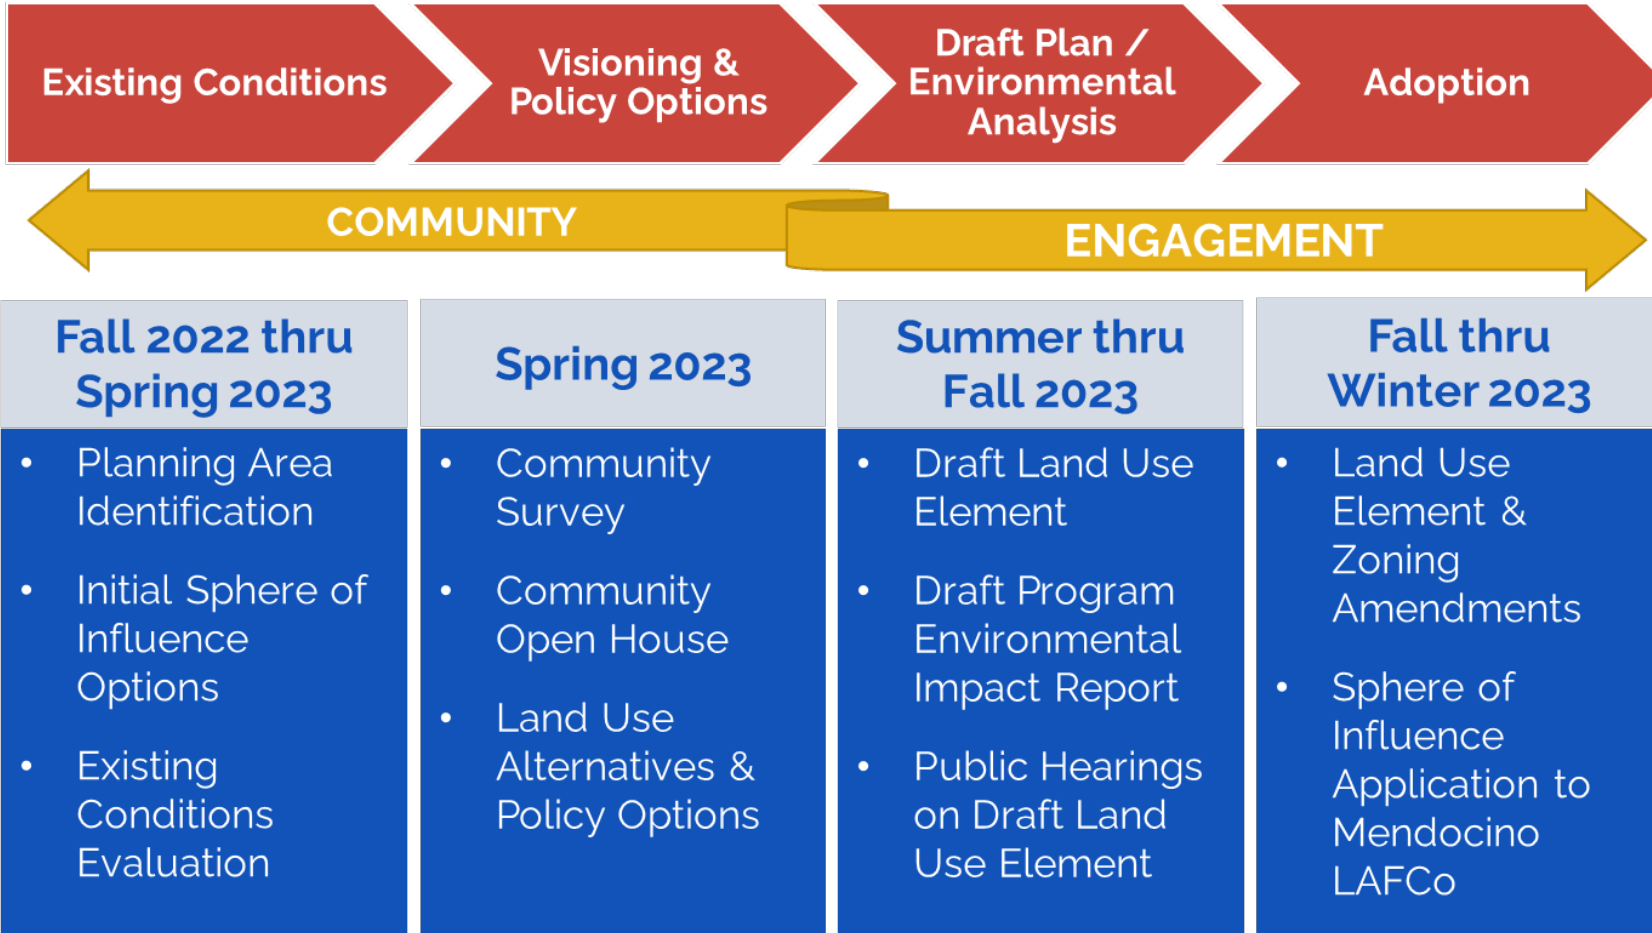 Existing Conditions
Visioning &
Policy Options
Draft Plan /
Environmental
Analysis
Adoption
COMMUNITY
ENGAGEMENT
Fall 2022 thru
Spring 2023
• Planning Area
Identification
• Initial Sphere of
Influence
Options
• Existing
Conditions
Evaluation
Spring 2023
• Community
Survey
• Community
Open House
• Land Use
Alternatives &
Policy Options
Summer thru
Fall 2023
• Draft Land Use
Element
• Draft Program
Environmental
Impact Report
• Public Hearings
on Draft Land
Use Element
Fall thru
Winter 2023
• Land Use
Element &
Zoning
Amendments
• Sphere of
Influence
Application to
Mendocino
LAFCo